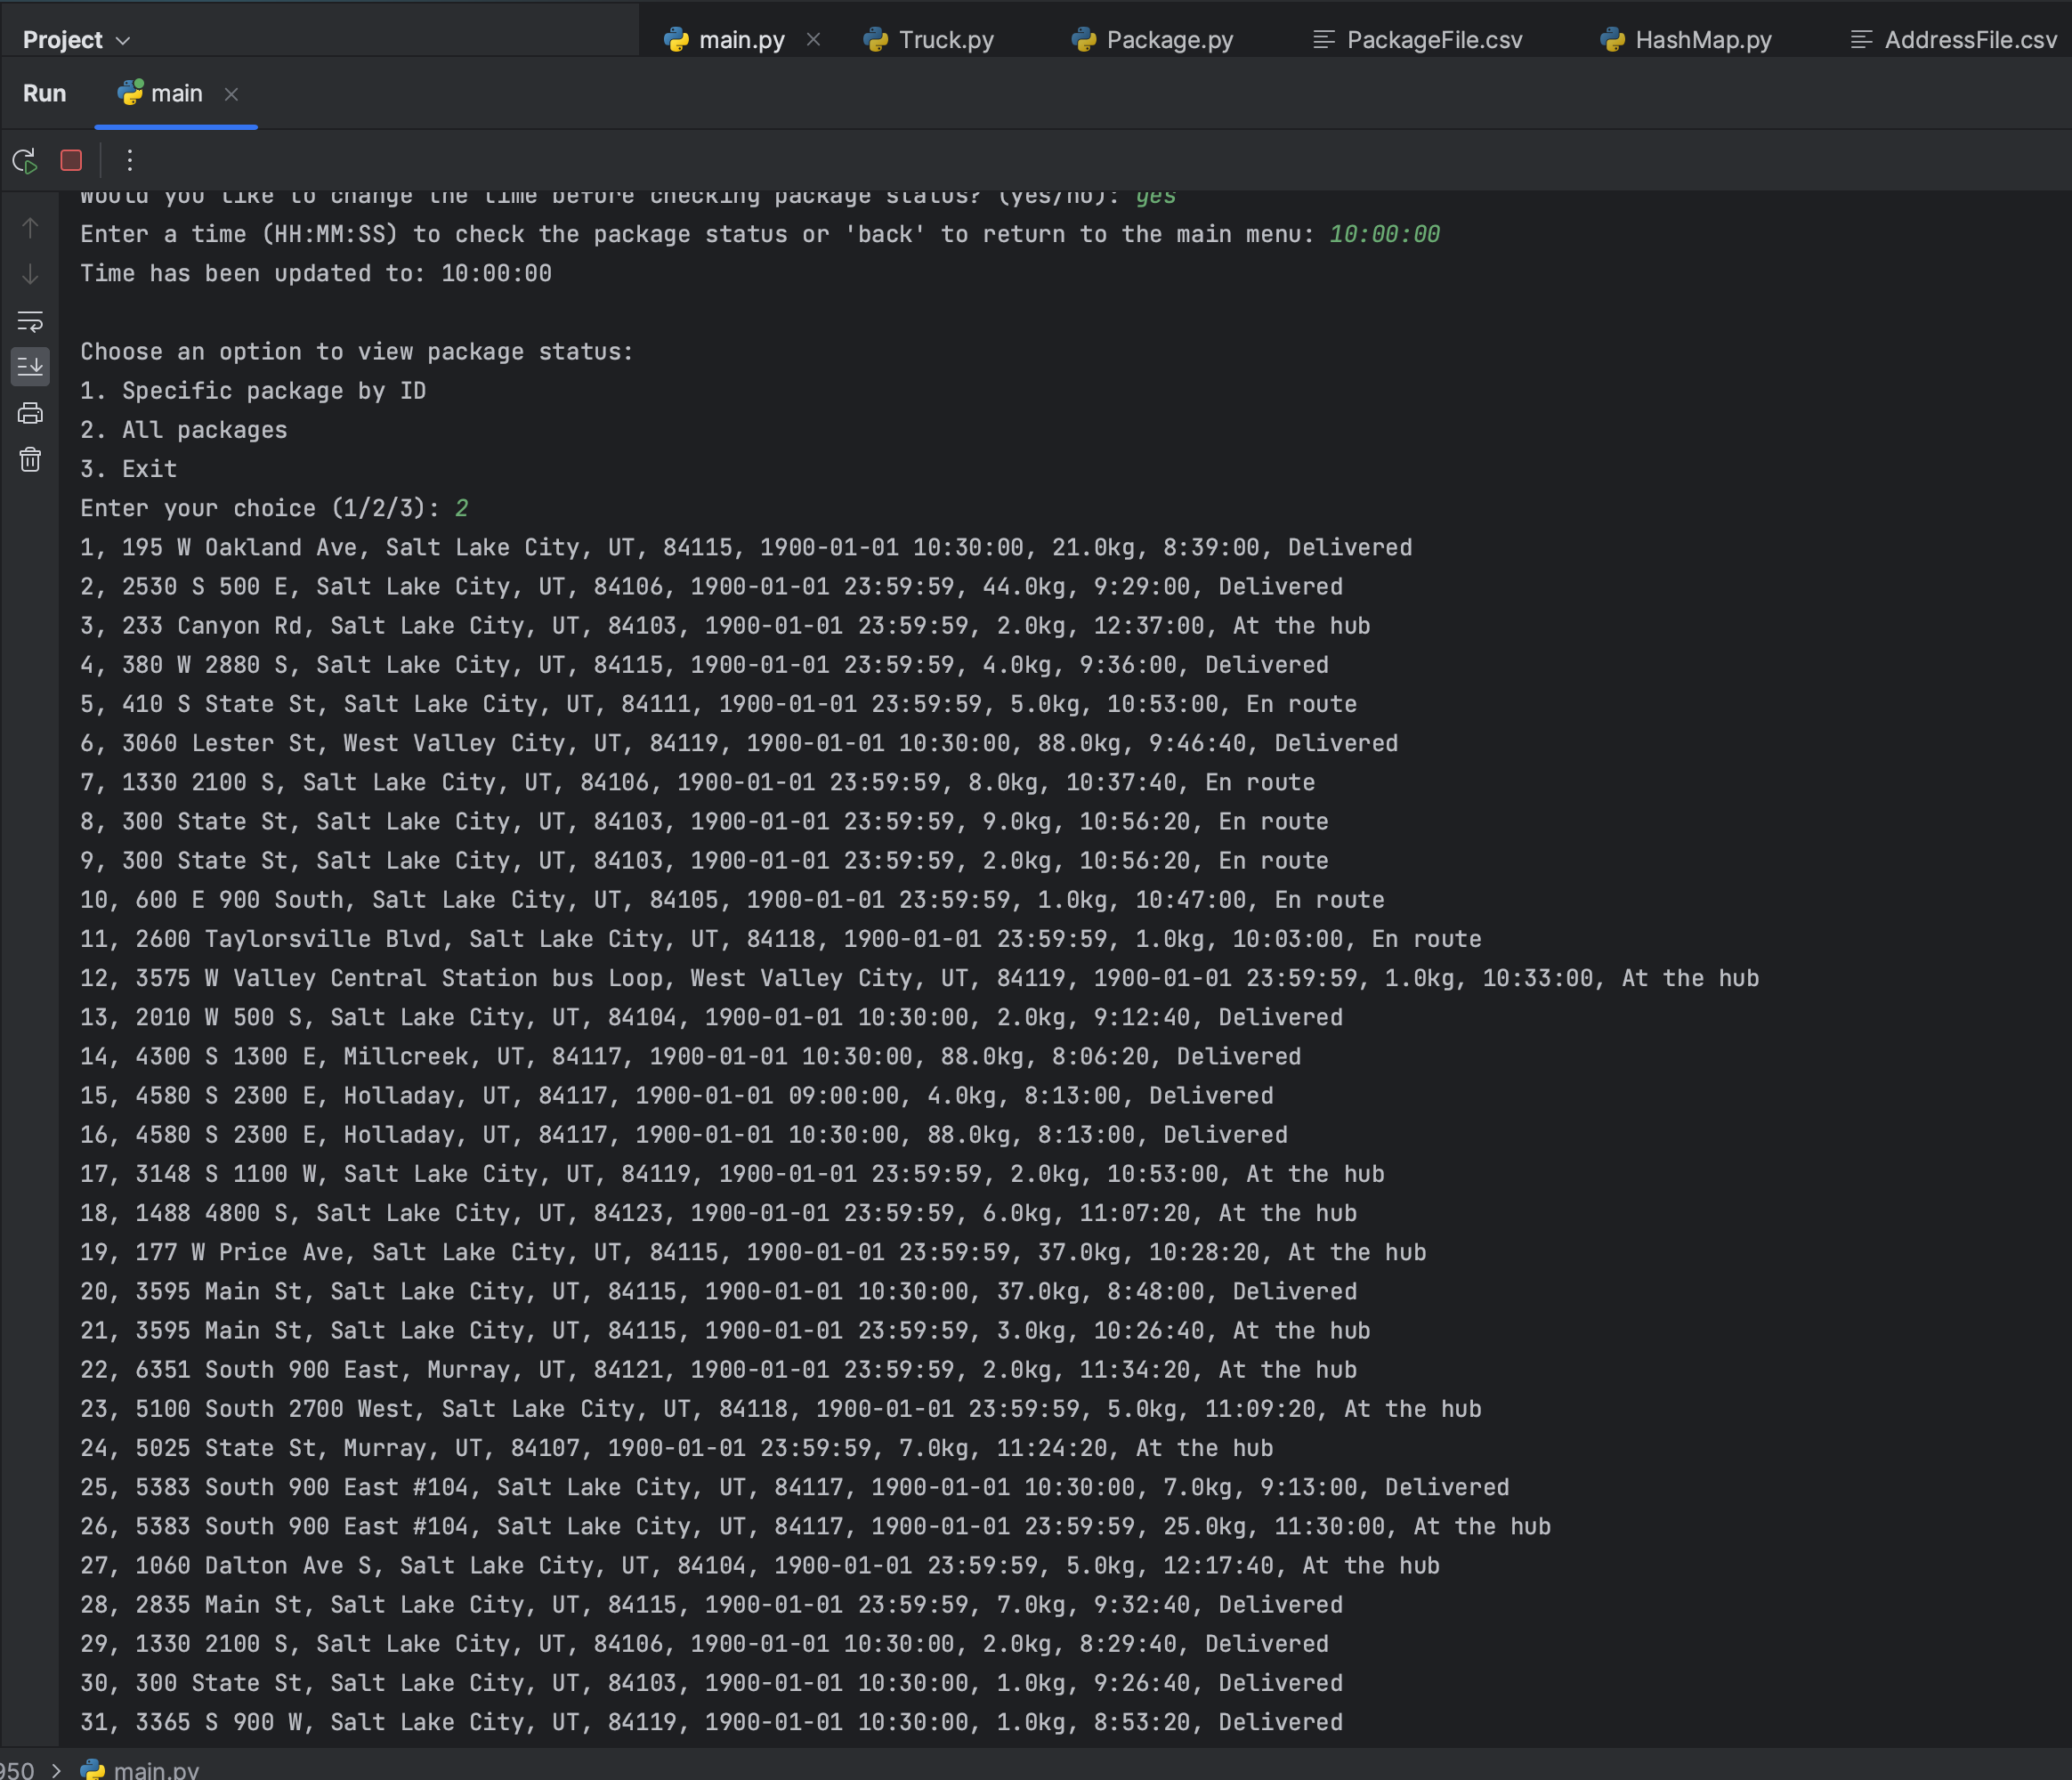 Project
main.py
Truck.py
Package.py
PackageFile.csv
HashMap.py
AddressFile.csv
Run
main
Would you like to change the time before checking package status? (yes/no): yes
Enter a time (HH:MM:SS) to check the package status or 'back' to return to the main menu: 10:00:00
Time has been updated to: 10:00:00
Choose an option to view package status:
1. Specific package by ID
2. All packages
3. Exit
Enter your choice (1/2/3): 2
1, 195 W Oakland Ave, Salt Lake City, UT, 84115, 1900-01-01 10:30:00, 21.0kg, 8:39:00, Delivered
2, 2530 S 500 E, Salt Lake City, UT, 84106, 1900-01-01 23:59:59, 44.0kg, 9:29:00, Delivered
3, 233 Canyon Rd, Salt Lake City, UT, 84103, 1900-01-01 23:59:59, 2.0kg, 12:37:00, At the hub
4, 380 W 2880 S, Salt Lake City, UT, 84115, 1900-01-01 23:59:59, 4.0kg, 9:36:00, Delivered
5, 410 S State St, Salt Lake City, UT, 84111, 1900-01-01 23:59:59, 5.0kg, 10:53:00, En route
6, 3060 Lester St, West Valley City, UT, 84119, 1900-01-01 10:30:00, 88.0kg, 9:46:40, Delivered
7, 1330 2100 S, Salt Lake City, UT, 84106, 1900-01-01 23:59:59, 8.0kg, 10:37:40, En route
8, 300 State St, Salt Lake City, UT, 84103, 1900-01-01 23:59:59, 9.0kg, 10:56:20, En route
9, 300 State St, Salt Lake City, UT, 84103, 1900-01-01 23:59:59, 2.0kg, 10:56:20, En route
10, 600 E 900 South, Salt Lake City, UT, 84105, 1900-01-01 23:59:59, 1.0kg, 10:47:00, En route
11, 2600 Taylorsville Blvd, Salt Lake City, UT, 84118, 1900-01-01 23:59:59, 1.0kg, 10:03:00, En route
12, 3575 W Valley Central Station bus Loop, West Valley City, UT, 84119, 1900-01-01 23:59:59, 1.0kg, 10:33:00, At the hub
13, 2010 W 500 S, Salt Lake City, UT, 84104, 1900-01-01 10:30:00, 2.0kg, 9:12:40, Delivered
14, 4300 S 1300 E, Millcreek, UT, 84117, 1900-01-01 10:30:00, 88.0kg, 8:06:20, Delivered
15, 4580 S 2300 E, Holladay, UT, 84117, 1900-01-01 09:00:00, 4.0kg, 8:13:00, Delivered
16, 4580 S 2300 E, Holladay, UT, 84117, 1900-01-01 10:30:00, 88.0kg, 8:13:00, Delivered
17, 3148 S 1100 W, Salt Lake City, UT, 84119, 1900-01-01 23:59:59, 2.0kg, 10:53:00, At the hub
18, 1488 4800 S, Salt Lake City, UT, 84123, 1900-01-01 23:59:59, 6.0kg, 11:07:20, At the hub
19, 177 W Price Ave, Salt Lake City, UT, 84115, 1900-01-01 23:59:59, 37.0kg, 10:28:20, At the hub
20, 3595 Main St, Salt Lake City, UT, 84115, 1900-01-01 10:30:00, 37.0kg, 8:48:00, Delivered
21, 3595 Main St, Salt Lake City, UT, 84115, 1900-01-01 23:59:59, 3.0kg, 10:26:40, At the hub
22, 6351 South 900 East, Murray, UT, 84121, 1900-01-01 23:59:59, 2.0kg, 11:34:20, At the hub
23, 5100 South 2700 West, Salt Lake City, UT, 84118, 1900-01-01 23:59:59, 5.0kg, 11:09:20, At the hub
24, 5025 State St, Murray, UT, 84107, 1900-01-01 23:59:59, 7.0kg, 11:24:20, At the hub
25, 5383 South 900 East #104, Salt Lake City, UT, 84117, 1900-01-01 10:30:00, 7.0kg, 9:13:00, Delivered
26, 5383 South 900 East #104, Salt Lake City, UT, 84117, 1900-01-01 23:59:59, 25.0kg, 11:30:00, At the hub
27, 1060 Dalton Ave S, Salt Lake City, UT, 84104, 1900-01-01 23:59:59, 5.0kg, 12:17:40, At the hub
28, 2835 Main St, Salt Lake City, UT, 84115, 1900-01-01 23:59:59, 7.0kg, 9:32:40, Delivered
29, 1330 2100 S, Salt Lake City, UT, 84106, 1900-01-01 10:30:00, 2.0kg, 8:29:40, Delivered
30, 300 State St, Salt Lake City, UT, 84103, 1900-01-01 10:30:00, 1.0kg, 9:26:40, Delivered
31, 3365 S 900 W, Salt Lake City, UT, 84119, 1900-01-01 10:30:00, 1.0kg, 8:53:20, Delivered
950 > main.py